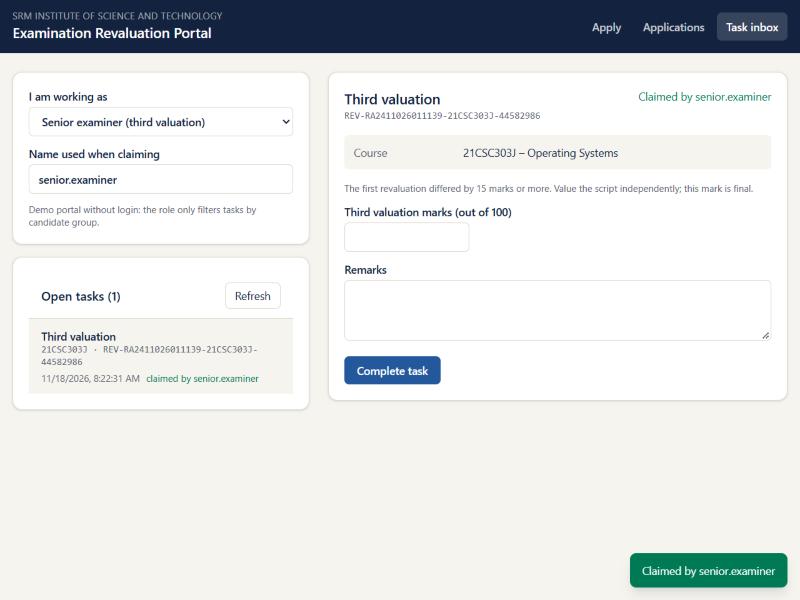 SRM INSTITUTE OF SCIENCE AND TECHNOLOGY
Examination Revaluation Portal
Apply
Applications
Task inbox
I am working as
Senior examiner (third valuation)
Name used when claiming
senior.examiner
Demo portal without login: the role only filters tasks by
candidate group.
Open tasks (1)
Refresh
Third valuation
21CSC303J · REV-RA2411026011139-21CSC303J-
44582986
11/18/2026, 8:22:31 AM claimed by senior.examiner
Third valuation
Claimed by senior.examiner
REV-RA2411026011139-21CSC303J-44582986
Course 21CSC303J – Operating Systems
The first revaluation differed by 15 marks or more. Value the script independently; this mark is final.
Third valuation marks (out of 100)
Remarks
Complete task
Claimed by senior.examiner